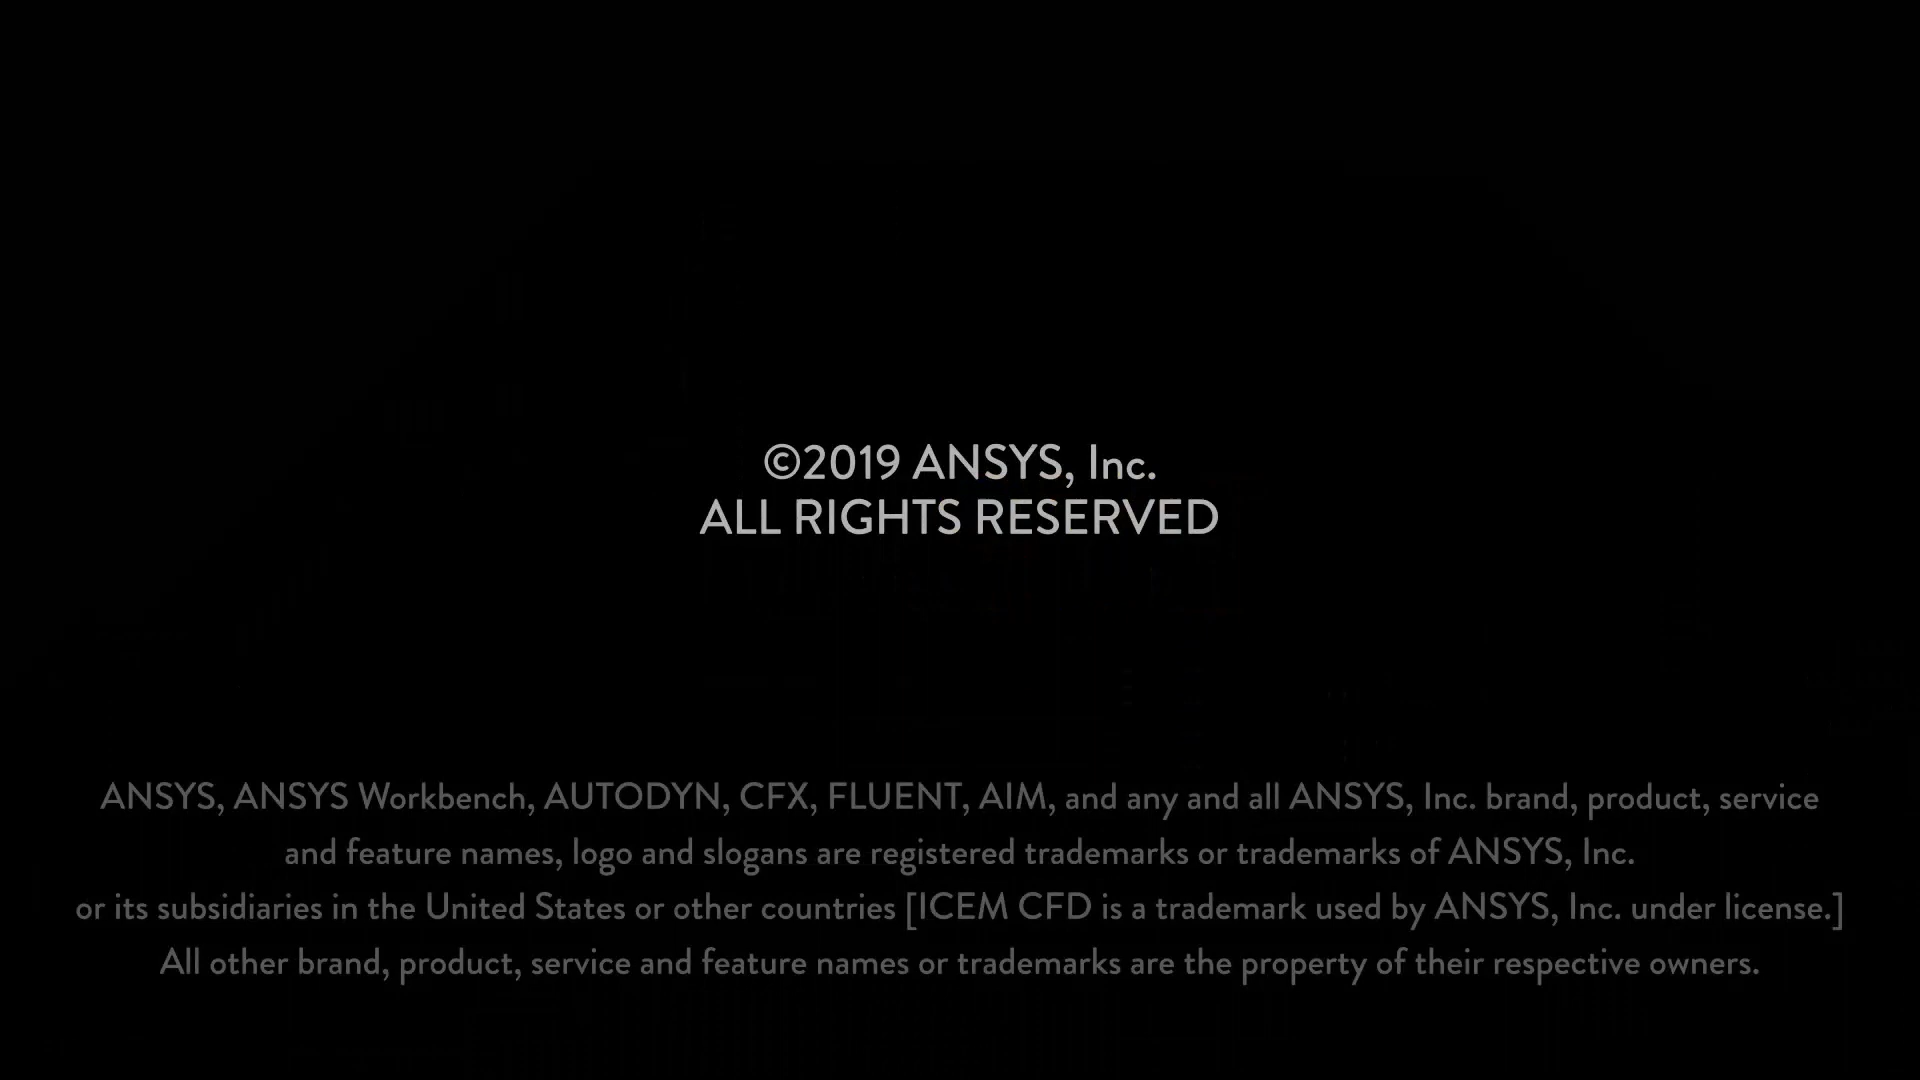 ©2019 ANSYS, Inc.
ALL RIGHTS RESERVED
ANSYS, ANSYS Workbench, AUTODYN, CFX, FLUENT, AIM, and any and all ANSYS, Inc. brand, product, service
and feature names, logo and slogans are registered trademarks or trademarks of ANSYS, Inc.
or its subsidiaries in the United States or other countries [ICEM CFD is a trademark used by ANSYS, Inc. under license.]
All other brand, product, service and feature names or trademarks are the property of their respective owners.